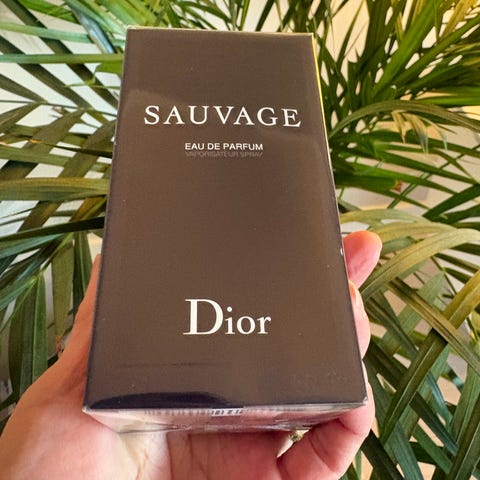 SAUVAGE
EAU DE PARFUM
VAPORISATEUR SPRAY
Dior